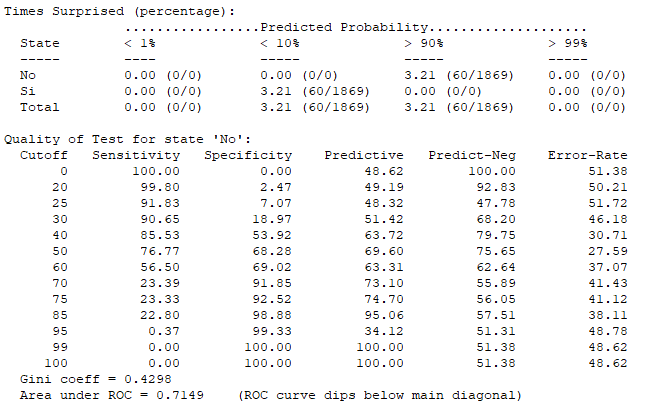 Times Surprised (percentage):
.................Predicted Probability....................
State < 1% < 10% > 90% > 99%
----- ---- ----- ----- -----
No 0.00 (0/0) 0.00 (0/0) 3.21 (60/1869) 0.00 (0/0)
Si 0.00 (0/0) 3.21 (60/1869) 0.00 (0/0) 0.00 (0/0)
Total 0.00 (0/0) 3.21 (60/1869) 3.21 (60/1869) 0.00 (0/0)
Quality of Test for state 'No':
Cutoff Sensitivity Specificity Predictive Predict-Neg Error-Rate
0 100.00 0.00 48.62 100.00 51.38
20 99.80 2.47 49.19 92.83 50.21
25 91.83 7.07 48.32 47.78 51.72
30 90.65 18.97 51.42 68.20 46.18
40 85.53 53.92 63.72 79.75 30.71
50 76.77 68.28 69.60 75.65 27.59
60 56.50 69.02 63.31 62.64 37.07
70 23.39 91.85 73.10 55.89 41.43
75 23.33 92.52 74.70 56.05 41.12
85 22.80 98.88 95.06 57.51 38.11
95 0.37 99.33 34.12 51.31 48.78
99 0.00 100.00 100.00 51.38 48.62
100 0.00 100.00 100.00 51.38 48.62
Gini coeff = 0.4298
Area under ROC = 0.7149 (ROC curve dips below main diagonal)